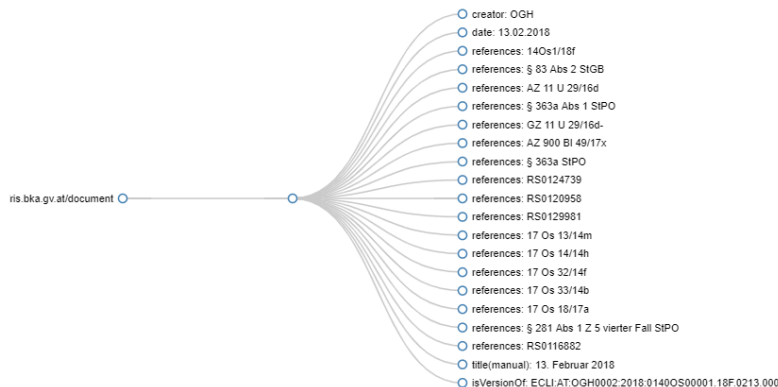 creator: OGH
date: 13.02.2018
references: 14Os1/18f
references: § 83 Abs 2 StGB
references: AZ 11 U 29/16d
references: § 363a Abs 1 StPO
references: GZ 11 U 29/16d-
references: AZ 900 Bl 49/17x
references: § 363a StPO
references: RS0124739
ris.bka.gv.at/document
references: RS0120958
references: RS0129981
references: 17 Os 13/14m
references: 17 Os 14/14h
references: 17 Os 32/14f
references: 17 Os 33/14b
references: 17 Os 18/17a
references: § 281 Abs 1 Z 5 vierter Fall StPO
references: RS0116882
title(manual): 13. Februar 2018
isVersionOf: ECLI:AT:OGH0002:2018:0140OS00001.18F.0213.000